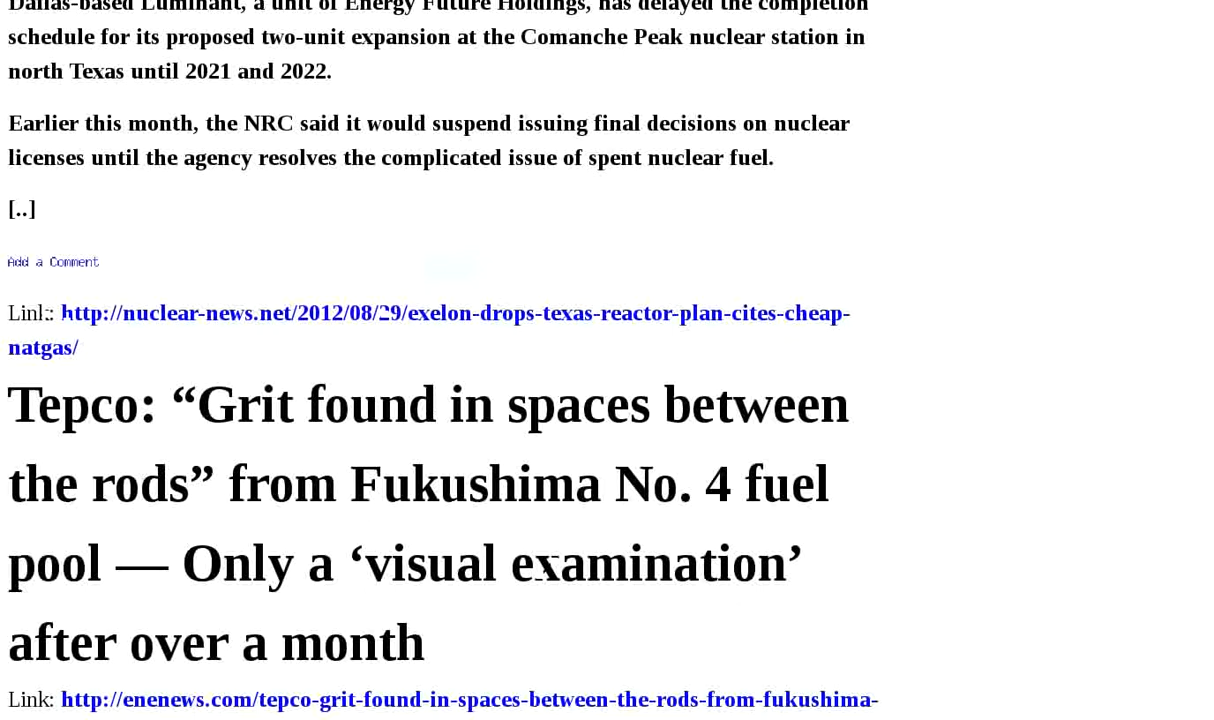 Dallas-based Luminant, a unit of Energy Future Holdings, has delayed the completion
schedule for its proposed two-unit expansion at the Comanche Peak nuclear station in
north Texas until 2021 and 2022.
Earlier this month, the NRC said it would suspend issuing final decisions on nuclear
licenses until the agency resolves the complicated issue of spent nuclear fuel.
[..]
Add a Comment
Link: http://nuclear-news.net/2012/08/29/exelon-drops-texas-reactor-plan-cites-cheap-
natgas/
Tepco: “Grit found in spaces between
the rods” from Fukushima No. 4 fuel
pool — Only a ‘visual examination’
after over a month
Link: http://enenews.com/tepco-grit-found-in-spaces-between-the-rods-from-fukushima-